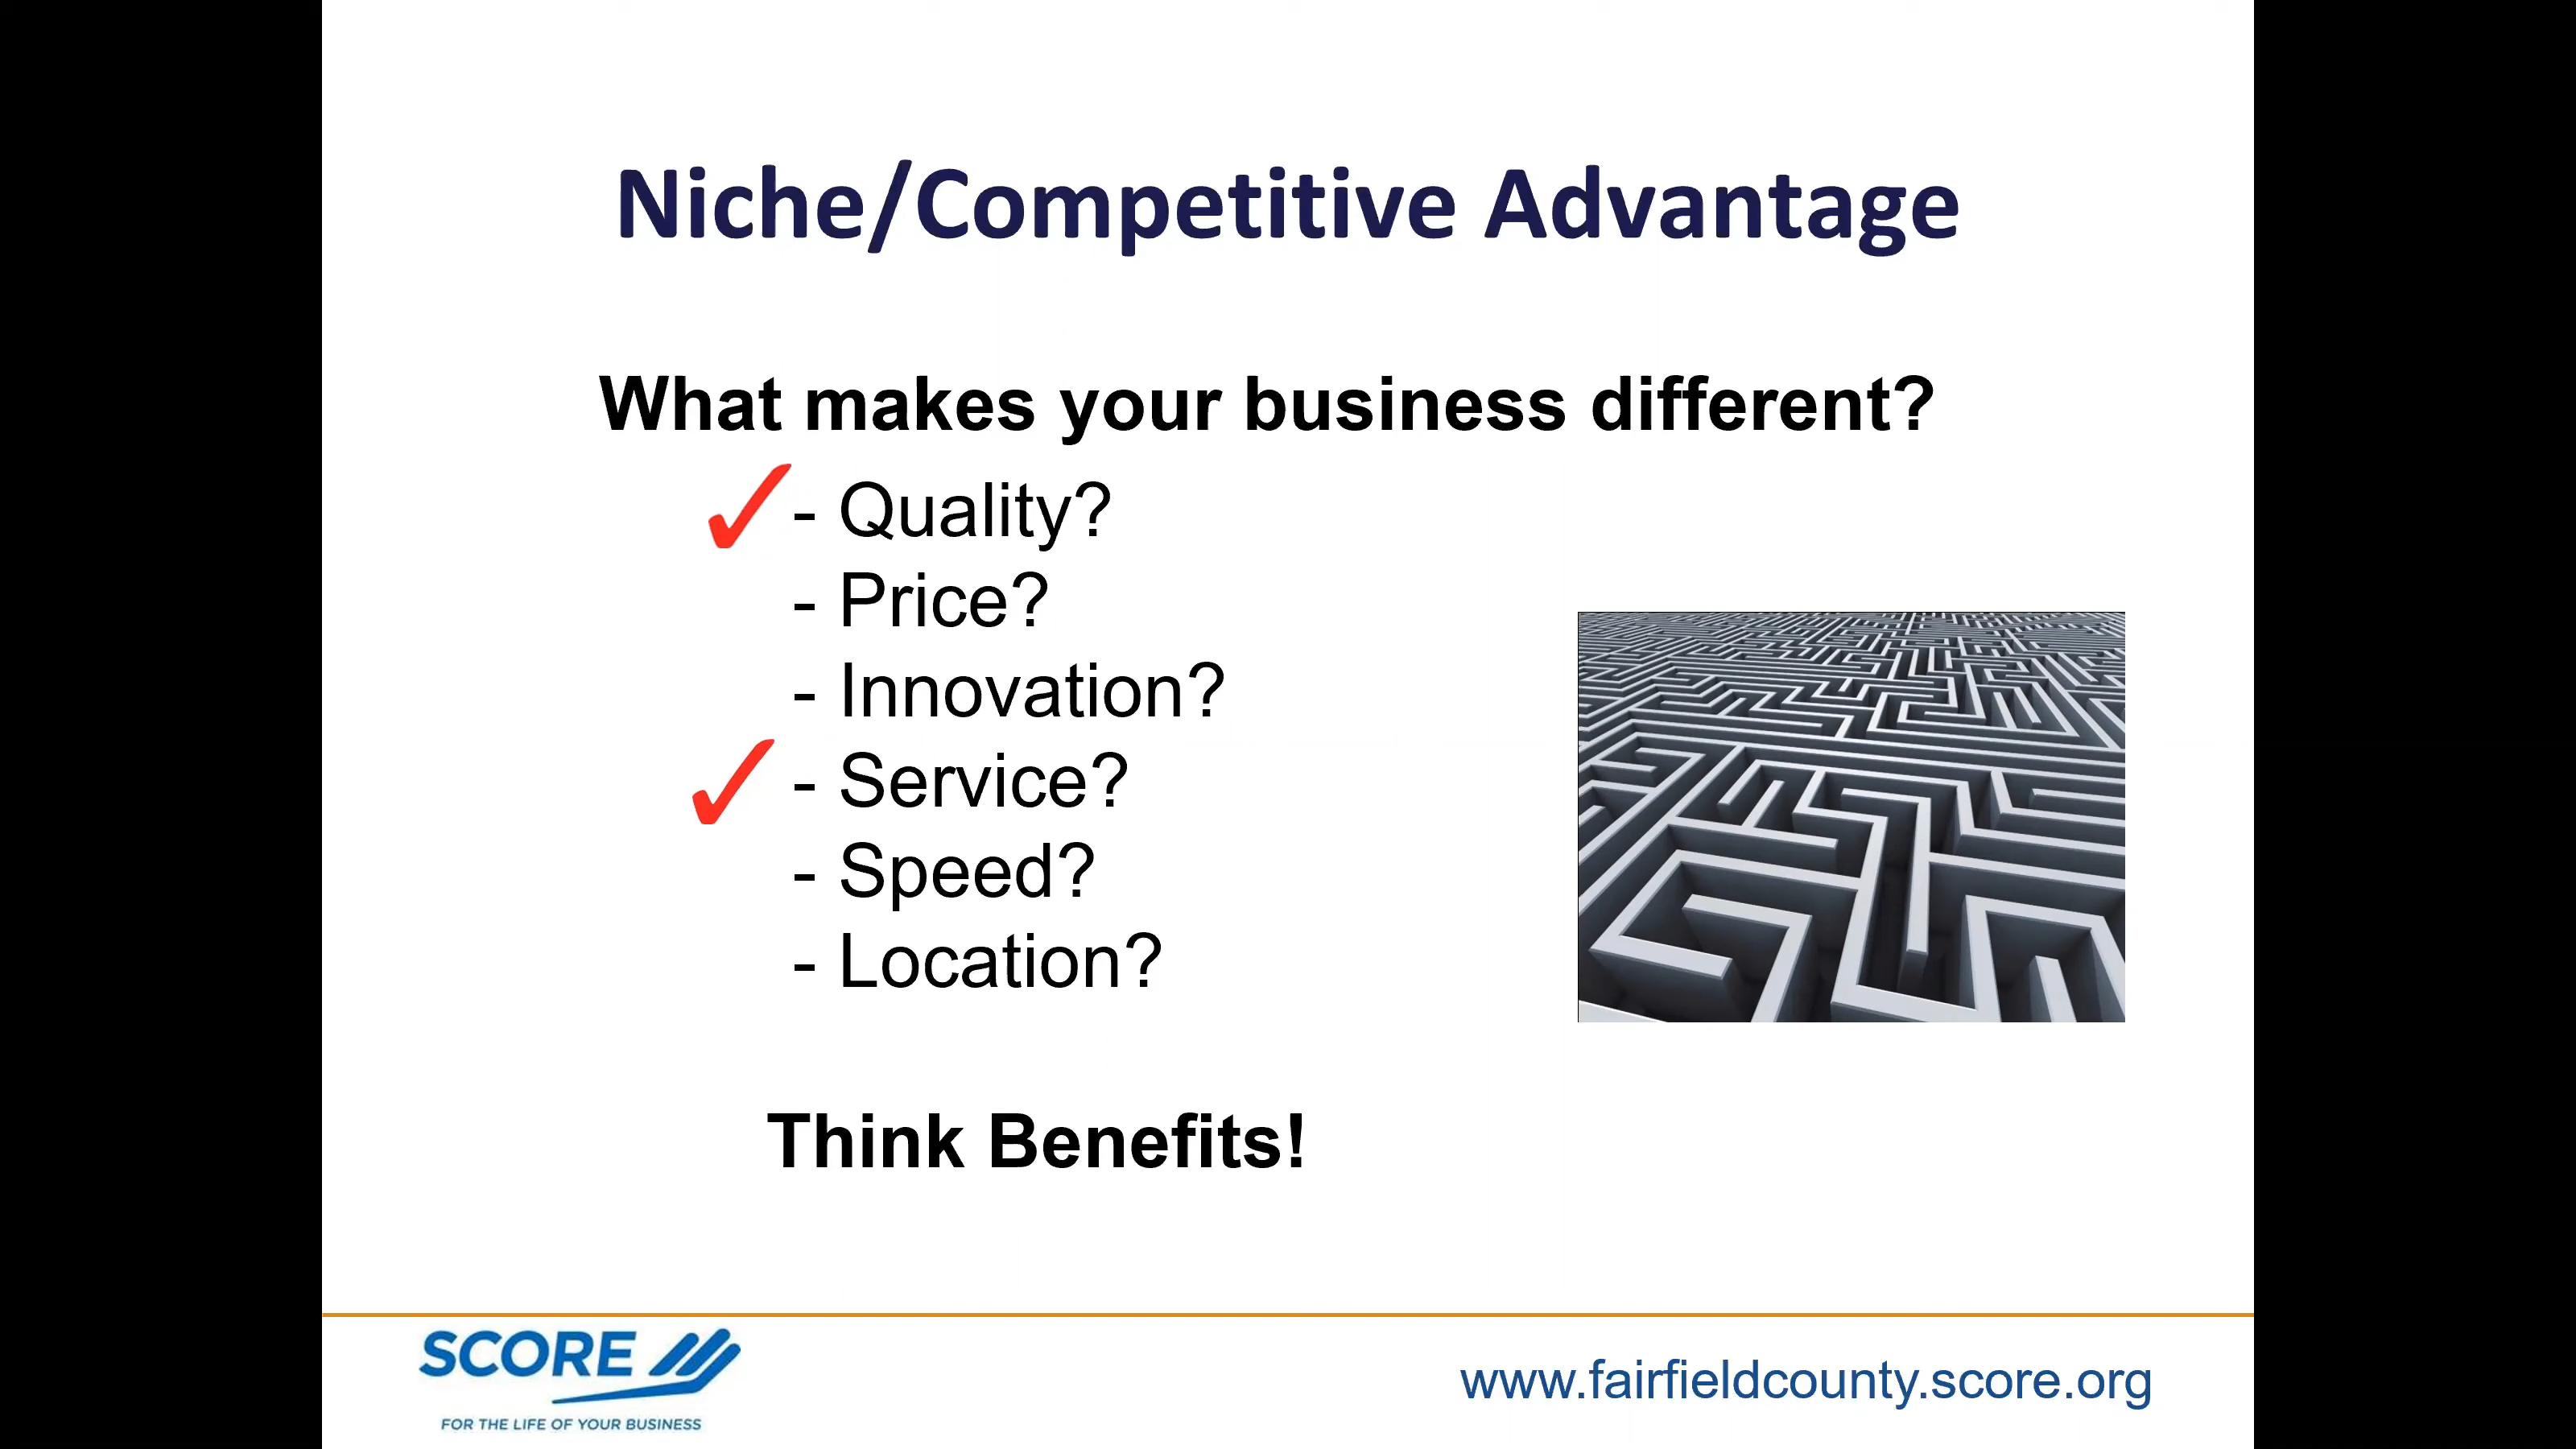 Niche/Competitive Advantage
What makes your business different?
- Quality?
- Price?
- Innovation?
- Service?
- Speed?
- Location?
Think Benefits!
SCORE
FOR THE LIFE OF YOUR BUSINESS
www.fairfieldcounty.score.org